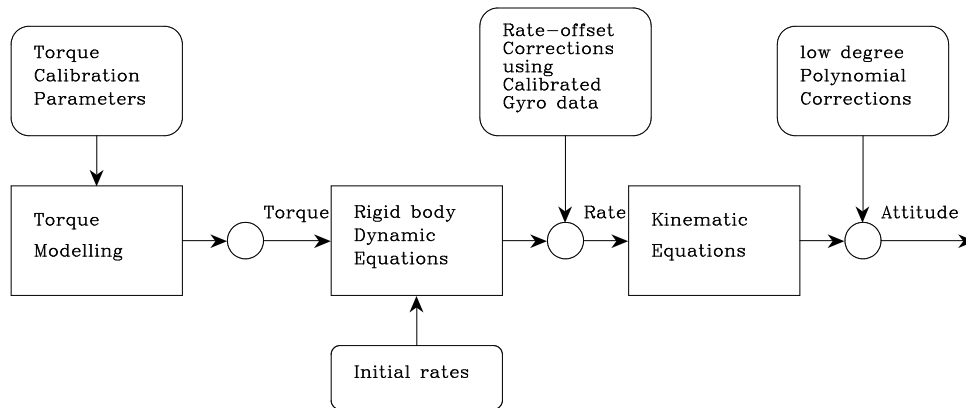 Torque
Calibration
Parameters
Rate-offset
Corrections
using
Calibrated
Gyro data
low degree
Polynomial
Corrections
Torque
Modelling
Torque
Rigid body
Dynamic
Equations
Rate
Kinematic
Equations
Attitude
Initial rates